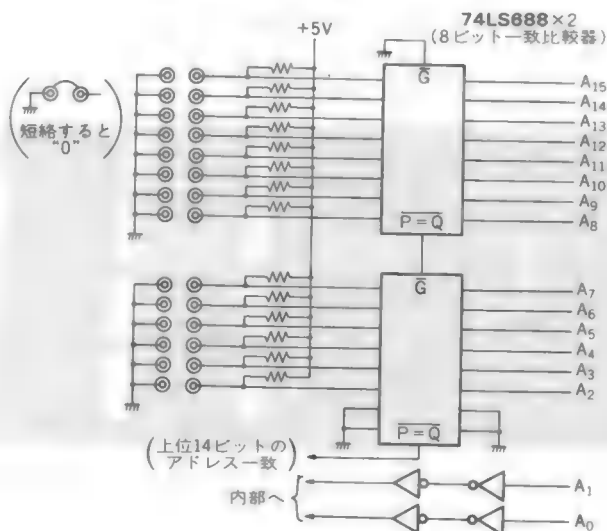 74LS688×2
(8ビット一致比較器)
+5V
G
(短絡すると
"0")
A15
A14
A13
A12
A11
A10
A9
A8
P=Q
G
A7
A6
A5
A4
A3
A2
P=Q
(上位14ビットの
アドレス一致)
内部へ
A1
A0